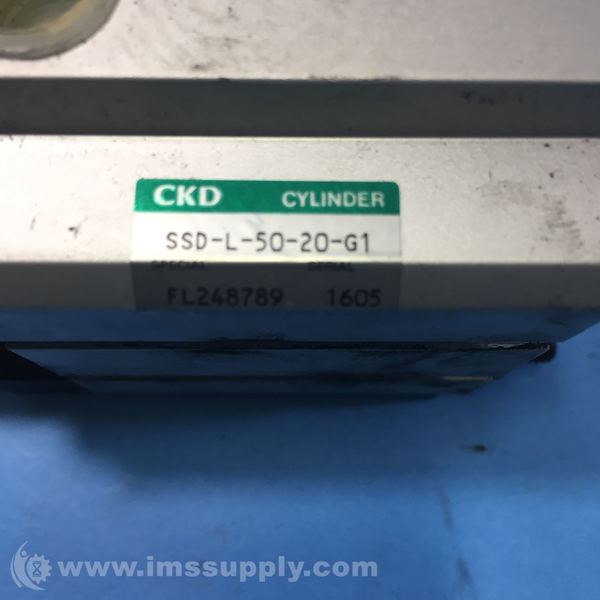 CKD CYLINDER
SSD-L-50-20-G1
SPECIAL SERIAL
FL248789 1605
www.imssupply.com